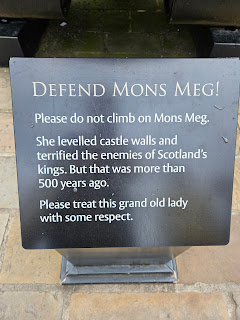 DEFEND MONS MEG!
Please do not climb on Mons Meg.
She levelled castle walls and
terrified the enemies of Scotland's
kings. But that was more than
500 years ago.
Please treat this grand old lady
with some respect.